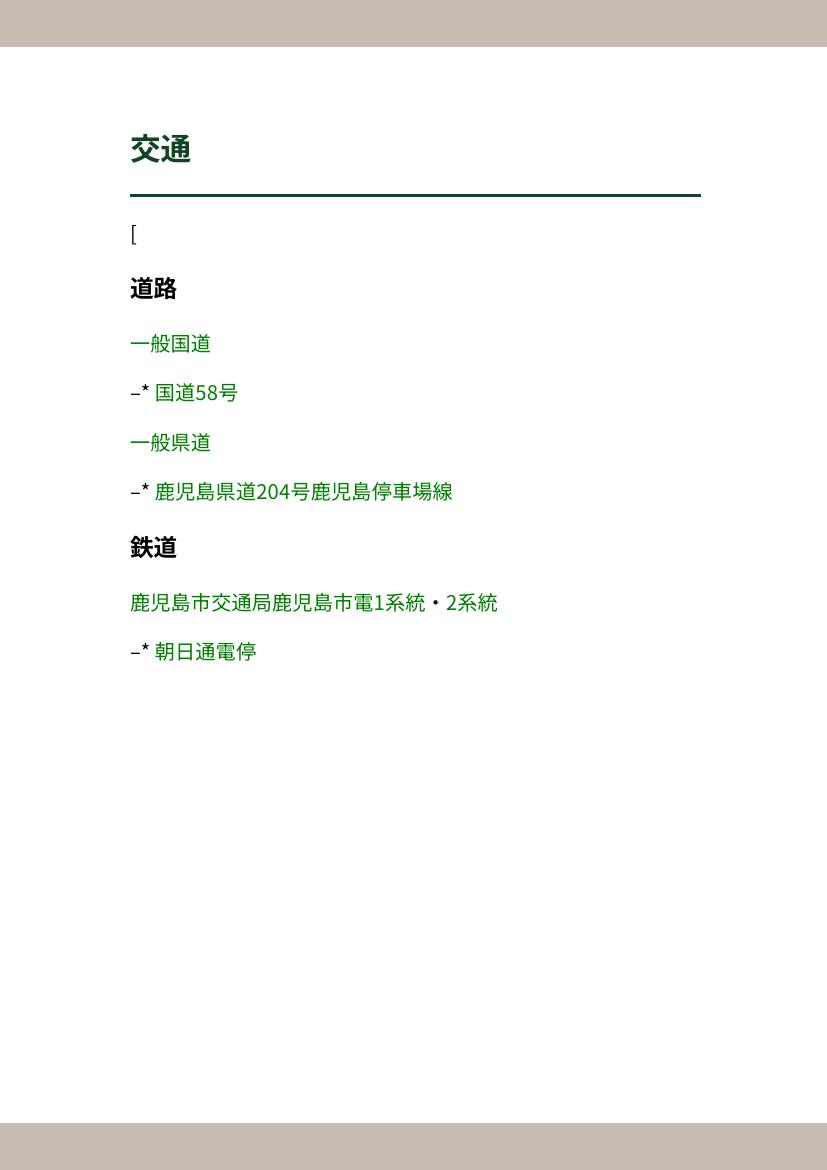 交通
[
道路
一般国道
–* 国道58号
一般県道
–* 鹿児島県道204号鹿児島停車場線
鉄道
鹿児島市交通局鹿児島市電1系統・2系統
–* 朝日通電停